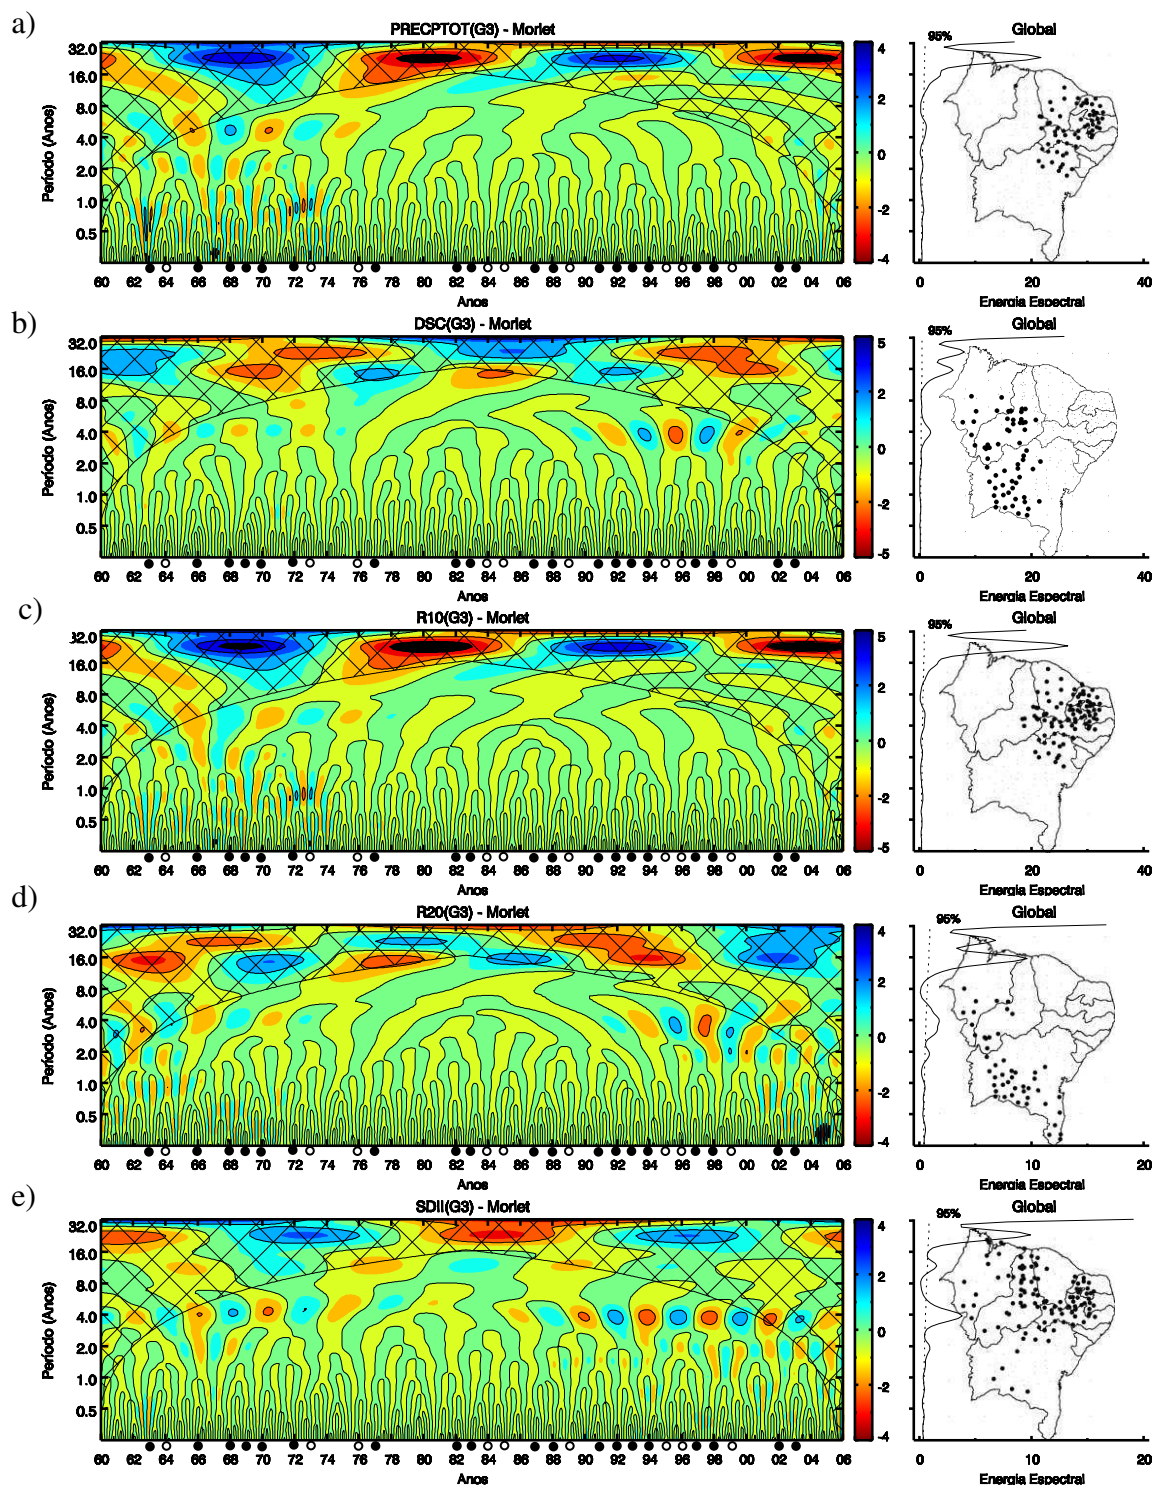 a)
PRECPTOT(G3) - Morlet
Global
95%
Período (Anos)
32.0
16.0
8.0
4.0
2.0
1.0
0.5
4
2
0
-2
-4
60 62 64 66 68 70 72 74 76 78 80 82 84 86 88 90 92 94 96 98 00 02 04 06
Anos
0 20 40
Energia Espectral
b)
DSC(G3) - Morlet
Global
95%
Período (Anos)
32.0
16.0
8.0
4.0
2.0
1.0
0.5
5
2
0
-2
-5
60 62 64 66 68 70 72 74 76 78 80 82 84 86 88 90 92 94 96 98 00 02 04 06
Anos
0 20 40
Energia Espectral
c)
R10(G3) - Morlet
Global
95%
Período (Anos)
32.0
16.0
8.0
4.0
2.0
1.0
0.5
5
2
0
-2
-5
60 62 64 66 68 70 72 74 76 78 80 82 84 86 88 90 92 94 96 98 00 02 04 06
Anos
0 20 40
Energia Espectral
d)
R20(G3) - Morlet
Global
95%
Período (Anos)
32.0
16.0
8.0
4.0
2.0
1.0
0.5
4
2
0
-2
-4
60 62 64 66 68 70 72 74 76 78 80 82 84 86 88 90 92 94 96 98 00 02 04 06
Anos
0 10 20
Energia Espectral
e)
SDII(G3) - Morlet
Global
95%
Período (Anos)
32.0
16.0
8.0
4.0
2.0
1.0
0.5
4
2
0
-2
-4
60 62 64 66 68 70 72 74 76 78 80 82 84 86 88 90 92 94 96 98 00 02 04 06
Anos
0 10 20
Energia Espectral